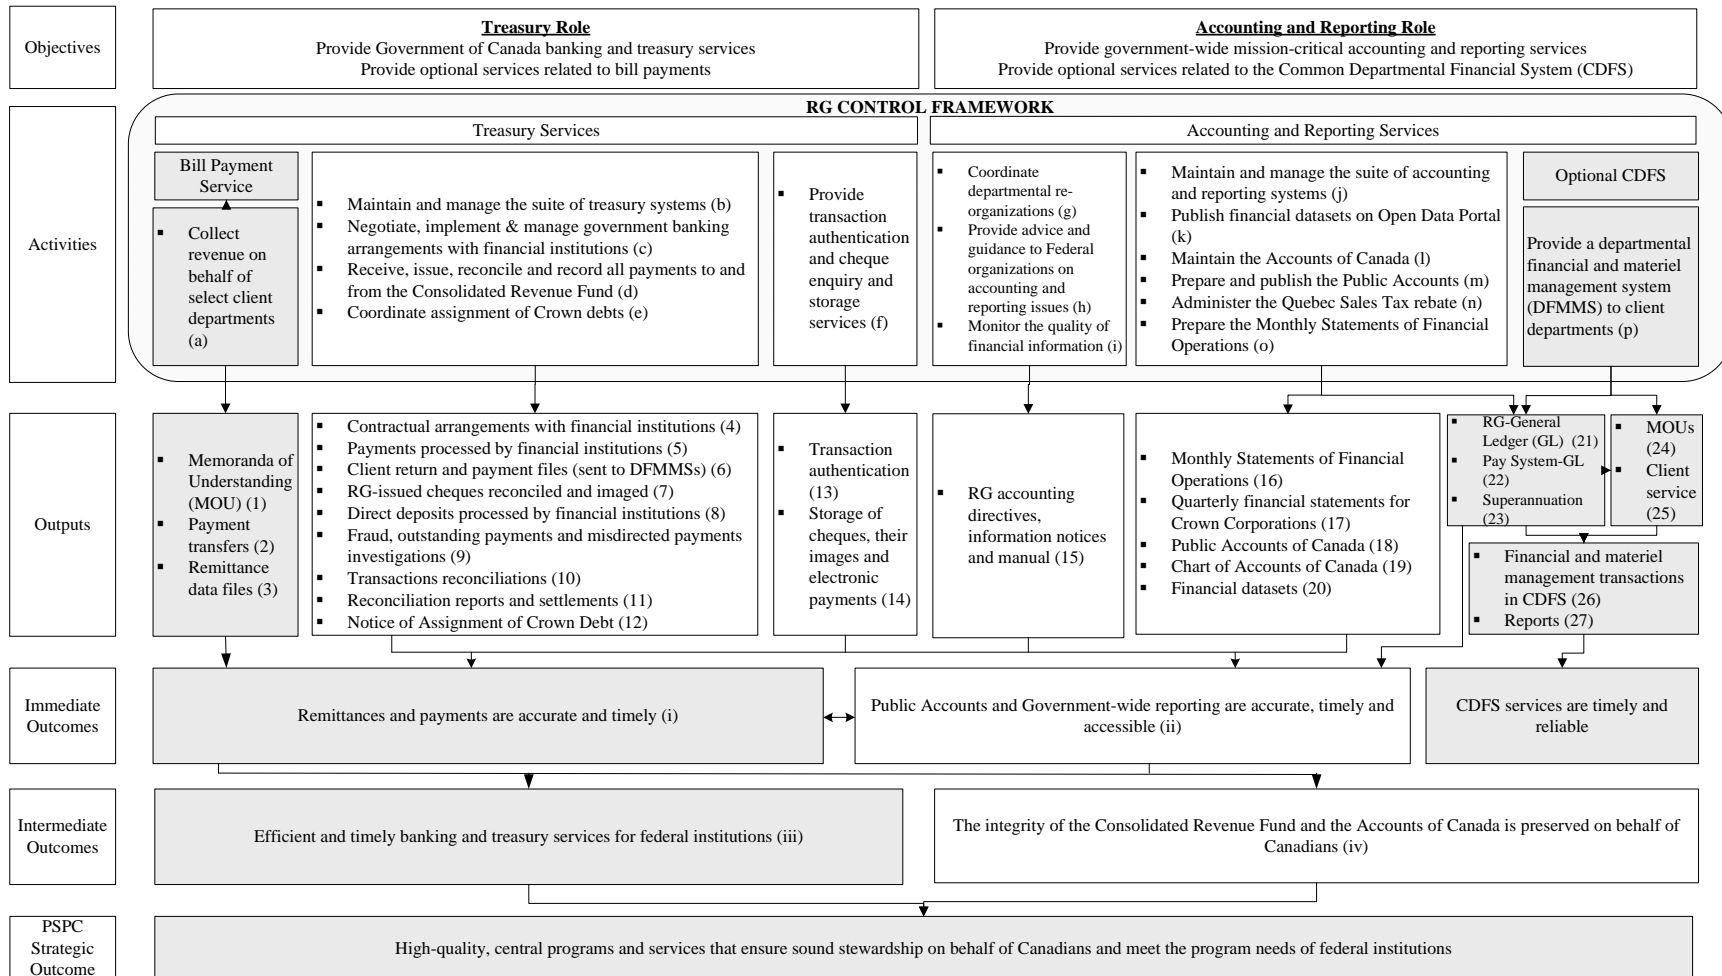 Objectives
Treasury Role
Provide Government of Canada banking and treasury services
Provide optional services related to bill payments
Accounting and Reporting Role
Provide government-wide mission-critical accounting and reporting services
Provide optional services related to the Common Departmental Financial System (CDFS)
RG CONTROL FRAMEWORK
Activities
Treasury Services
Accounting and Reporting Services
Bill Payment
Service
▪ Collect
revenue on
behalf of
select client
departments
(a)
▪ Maintain and manage the suite of treasury systems (b)
▪ Negotiate, implement & manage government banking
arrangements with financial institutions (c)
▪ Receive, issue, reconcile and record all payments to and
from the Consolidated Revenue Fund (d)
▪ Coordinate assignment of Crown debts (e)
▪ Provide
transaction
authentication
and cheque
enquiry and
storage
services (f)
▪ Coordinate
departmental re-
organizations (g)
▪ Provide advice and
guidance to Federal
organizations on
accounting and
reporting issues (h)
▪ Monitor the quality of
financial information (i)
▪ Maintain and manage the suite of accounting
and reporting systems (j)
▪ Publish financial datasets on Open Data Portal
(k)
▪ Maintain the Accounts of Canada (l)
▪ Prepare and publish the Public Accounts (m)
▪ Administer the Quebec Sales Tax rebate (n)
▪ Prepare the Monthly Statements of Financial
Operations (o)
Optional CDFS
Provide a departmental
financial and materiel
management system
(DFMMS) to client
departments (p)
Outputs
▪ Memoranda of
Understanding
(MOU) (1)
▪ Payment
transfers (2)
▪ Remittance
data files (3)
▪ Contractual arrangements with financial institutions (4)
▪ Payments processed by financial institutions (5)
▪ Client return and payment files (sent to DFMMSs) (6)
▪ RG-issued cheques reconciled and imaged (7)
▪ Direct deposits processed by financial institutions (8)
▪ Fraud, outstanding payments and misdirected payments
investigations (9)
▪ Transactions reconciliations (10)
▪ Reconciliation reports and settlements (11)
▪ Notice of Assignment of Crown Debt (12)
▪ Transaction
authentication
(13)
▪ Storage of
cheques, their
images and
electronic
payments (14)
▪ RG accounting
directives,
information notices
and manual (15)
▪ Monthly Statements of Financial
Operations (16)
▪ Quarterly financial statements for
Crown Corporations (17)
▪ Public Accounts of Canada (18)
▪ Chart of Accounts of Canada (19)
▪ Financial datasets (20)
▪ RG-General
Ledger (GL) (21)
▪ Pay System-GL
(22)
▪ Superannuation
(23)
▪ MOUs
(24)
▪ Client
service
(25)
▪ Financial and materiel
management transactions
in CDFS (26)
▪ Reports (27)
Immediate
Outcomes
Remittances and payments are accurate and timely (i)
Public Accounts and Government-wide reporting are accurate, timely and
accessible (ii)
CDFS services are timely and
reliable
Intermediate
Outcomes
Efficient and timely banking and treasury services for federal institutions (iii)
The integrity of the Consolidated Revenue Fund and the Accounts of Canada is preserved on behalf of
Canadians (iv)
PSPC
Strategic
Outcome
High-quality, central programs and services that ensure sound stewardship on behalf of Canadians and meet the program needs of federal institutions